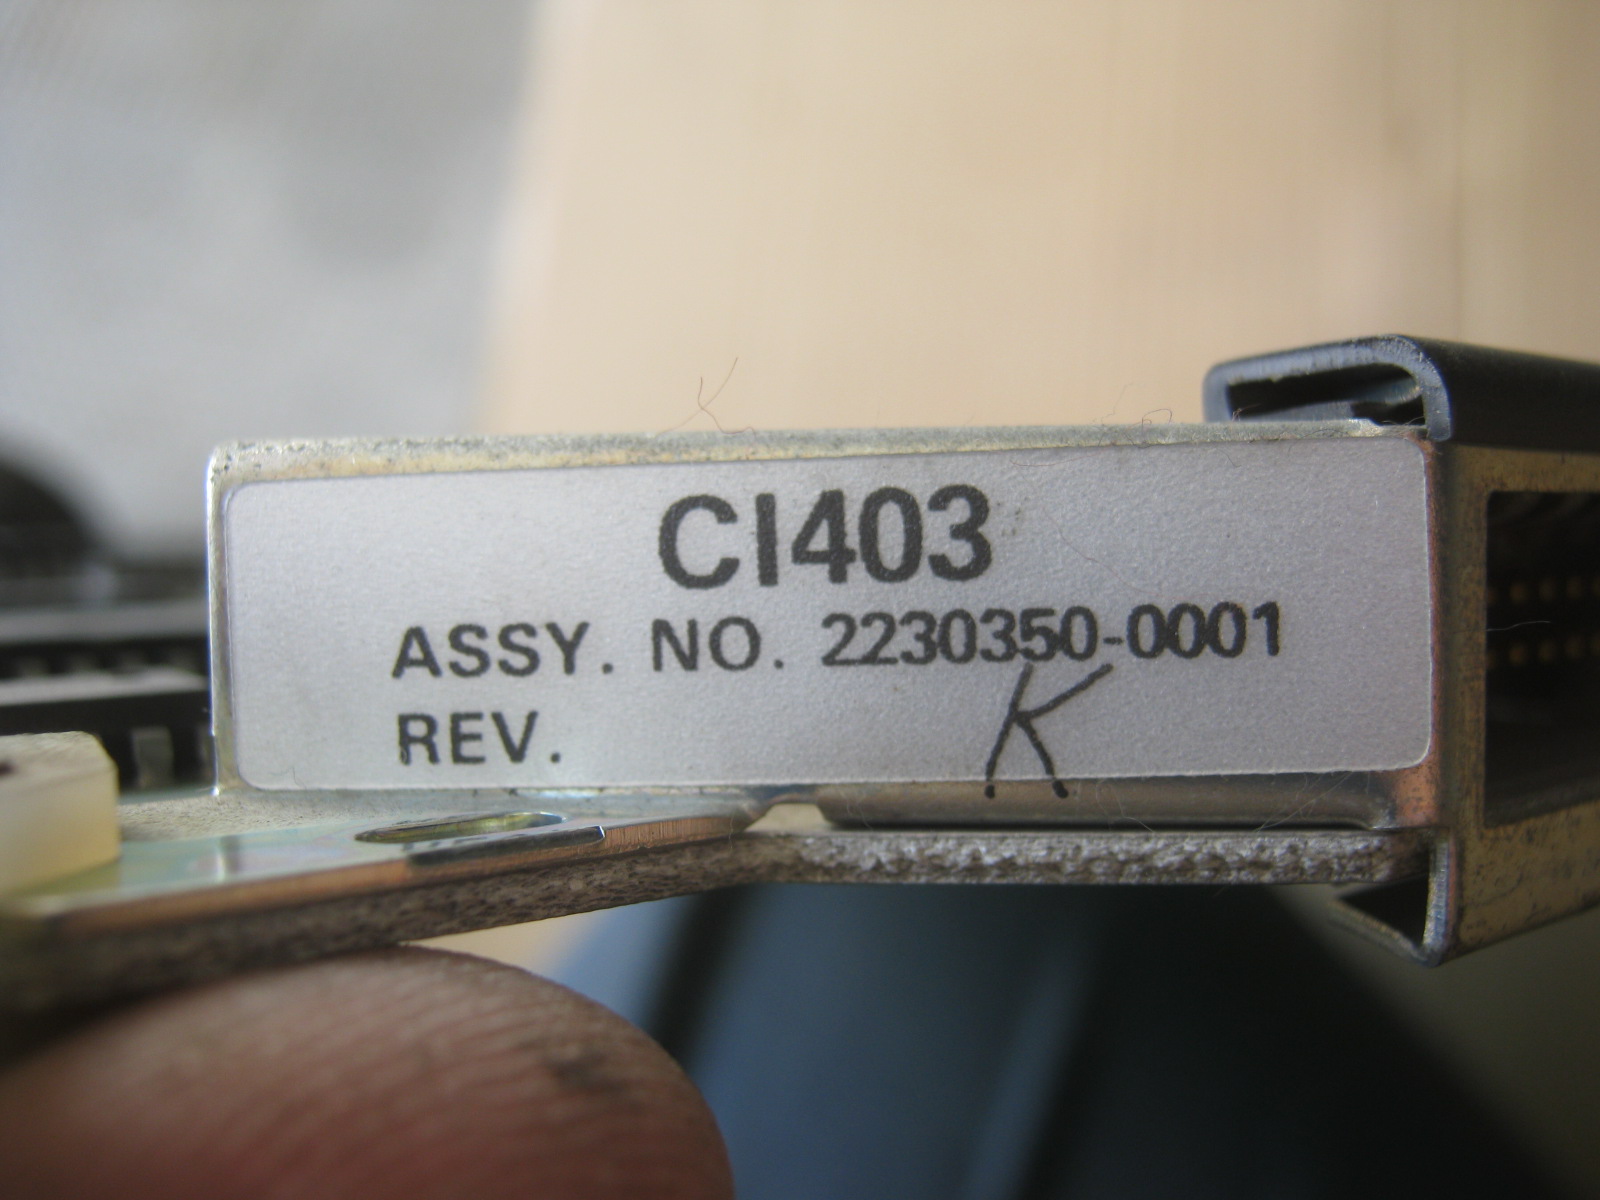 CI403
ASSY. NO. 2230350-0001
REV. K